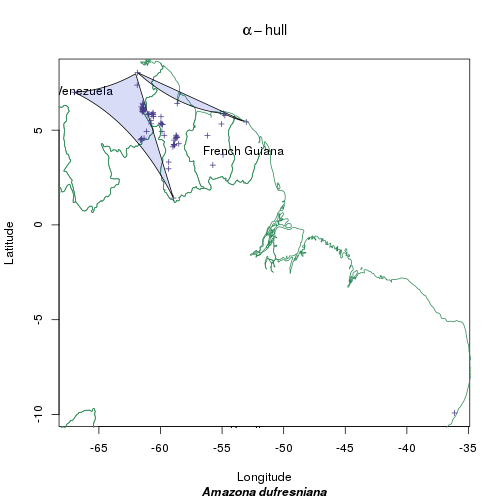 α – hull
Venezuela
French Guiana
Latitude
5
0
-5
-10
-65 -60 -55 -50 -45 -40 -35
Longitude
Amazona dufresniana